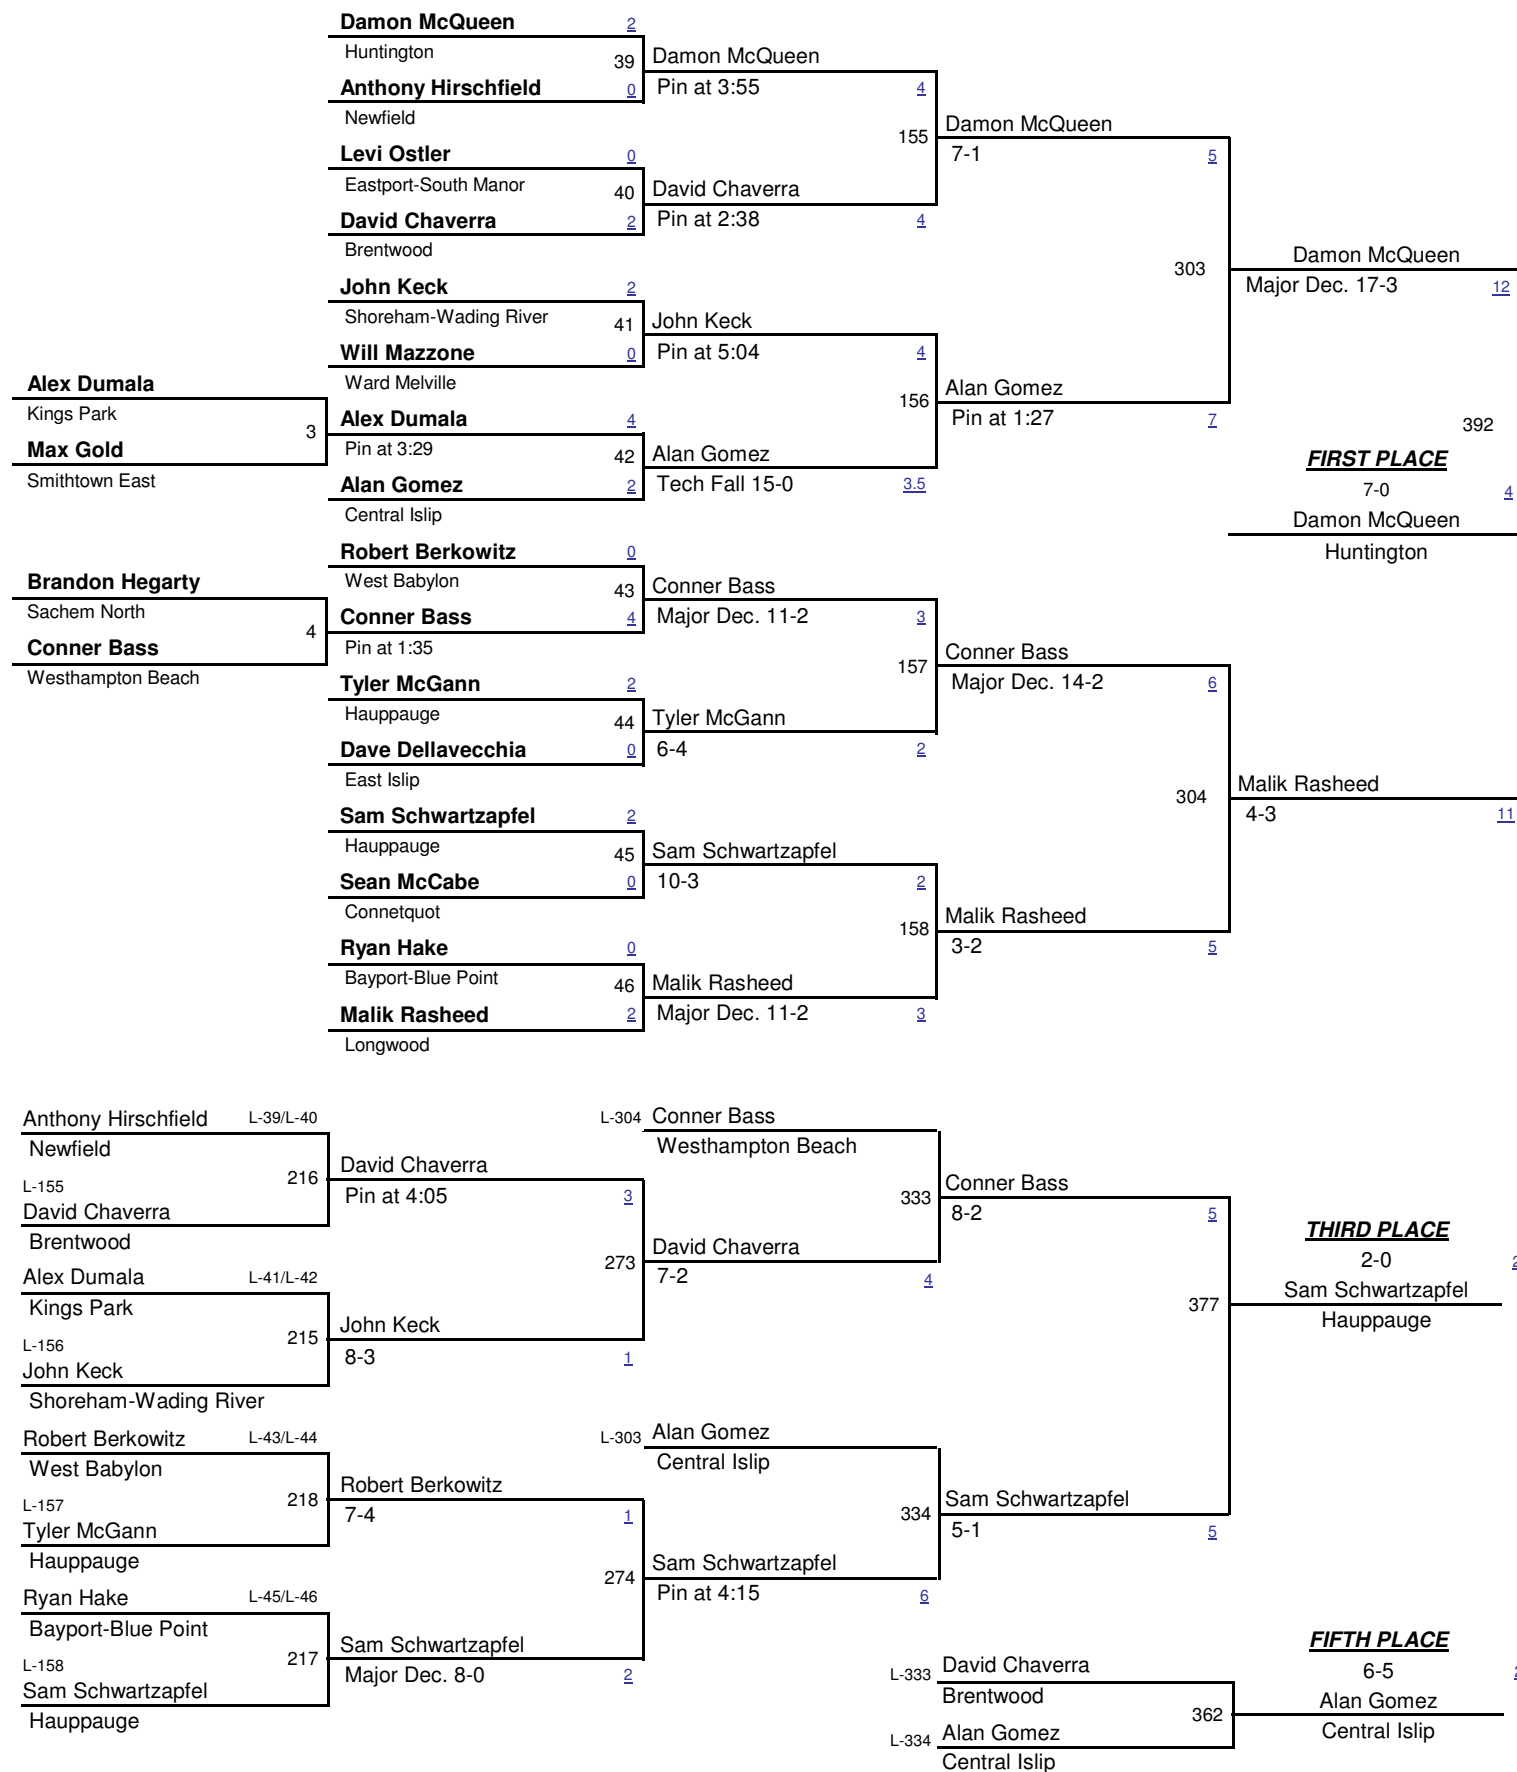 Damon McQueen 2
Huntington
39
Damon McQueen
Anthony Hirschfield 0
Pin at 3:55 4
Newfield
Damon McQueen
155
7-1 5
Levi Ostler 0
Eastport-South Manor
40
David Chaverra
David Chaverra 2
Pin at 2:38 4
Brentwood
303
Damon McQueen
Major Dec. 17-3 12
John Keck 2
Shoreham-Wading River
41
John Keck
Will Mazzone 0
Pin at 5:04 4
Ward Melville
Alex Dumala
Kings Park
3
Max Gold
Smithtown East
Alan Gomez
156
Pin at 1:27 7
Alex Dumala 4
Pin at 3:29
42
Alan Gomez
Alan Gomez 2
Tech Fall 15-0 3.5
Central Islip
392
FIRST PLACE
7-0 4
Damon McQueen
Huntington
Robert Berkowitz 0
West Babylon
43
Conner Bass
Brandon Hegarty
Sachem North
4
Conner Bass
Westhampton Beach
Conner Bass 4
Major Dec. 11-2 3
Pin at 1:35
Conner Bass
157
Major Dec. 14-2 6
Tyler McGann 2
Hauppauge
44
Tyler McGann
Dave Dellavecchia 0
6-4 2
East Islip
304
Malik Rasheed
4-3 11
Sam Schwartzapfel 2
Hauppauge
45
Sam Schwartzapfel
Sean McCabe 0
10-3 2
Connetquot
Malik Rasheed
158
3-2 5
Ryan Hake 0
Bayport-Blue Point
46
Malik Rasheed
Malik Rasheed 2
Major Dec. 11-2 3
Longwood
Anthony Hirschfield L-39/L-40
Newfield
216
L-155
David Chaverra
Brentwood
David Chaverra
Pin at 4:05 3
Alex Dumala L-41/L-42
Kings Park
215
L-156
John Keck
Shoreham-Wading River
John Keck
8-3 1
273
David Chaverra
7-2 4
L-304 Conner Bass
Westhampton Beach
333
Conner Bass
8-2 5
Robert Berkowitz L-43/L-44
West Babylon
218
L-157
Tyler McGann
Hauppauge
Robert Berkowitz
7-4 1
Ryan Hake L-45/L-46
Bayport-Blue Point
217
L-158
Sam Schwartzapfel
Hauppauge
Sam Schwartzapfel
Major Dec. 8-0 2
274
Sam Schwartzapfel
Pin at 4:15 6
L-303 Alan Gomez
Central Islip
334
Sam Schwartzapfel
5-1 5
377
THIRD PLACE
2-0
Sam Schwartzapfel
Hauppauge
L-333 David Chaverra
Brentwood
362
L-334 Alan Gomez
Central Islip
FIFTH PLACE
6-5
Alan Gomez
Central Islip